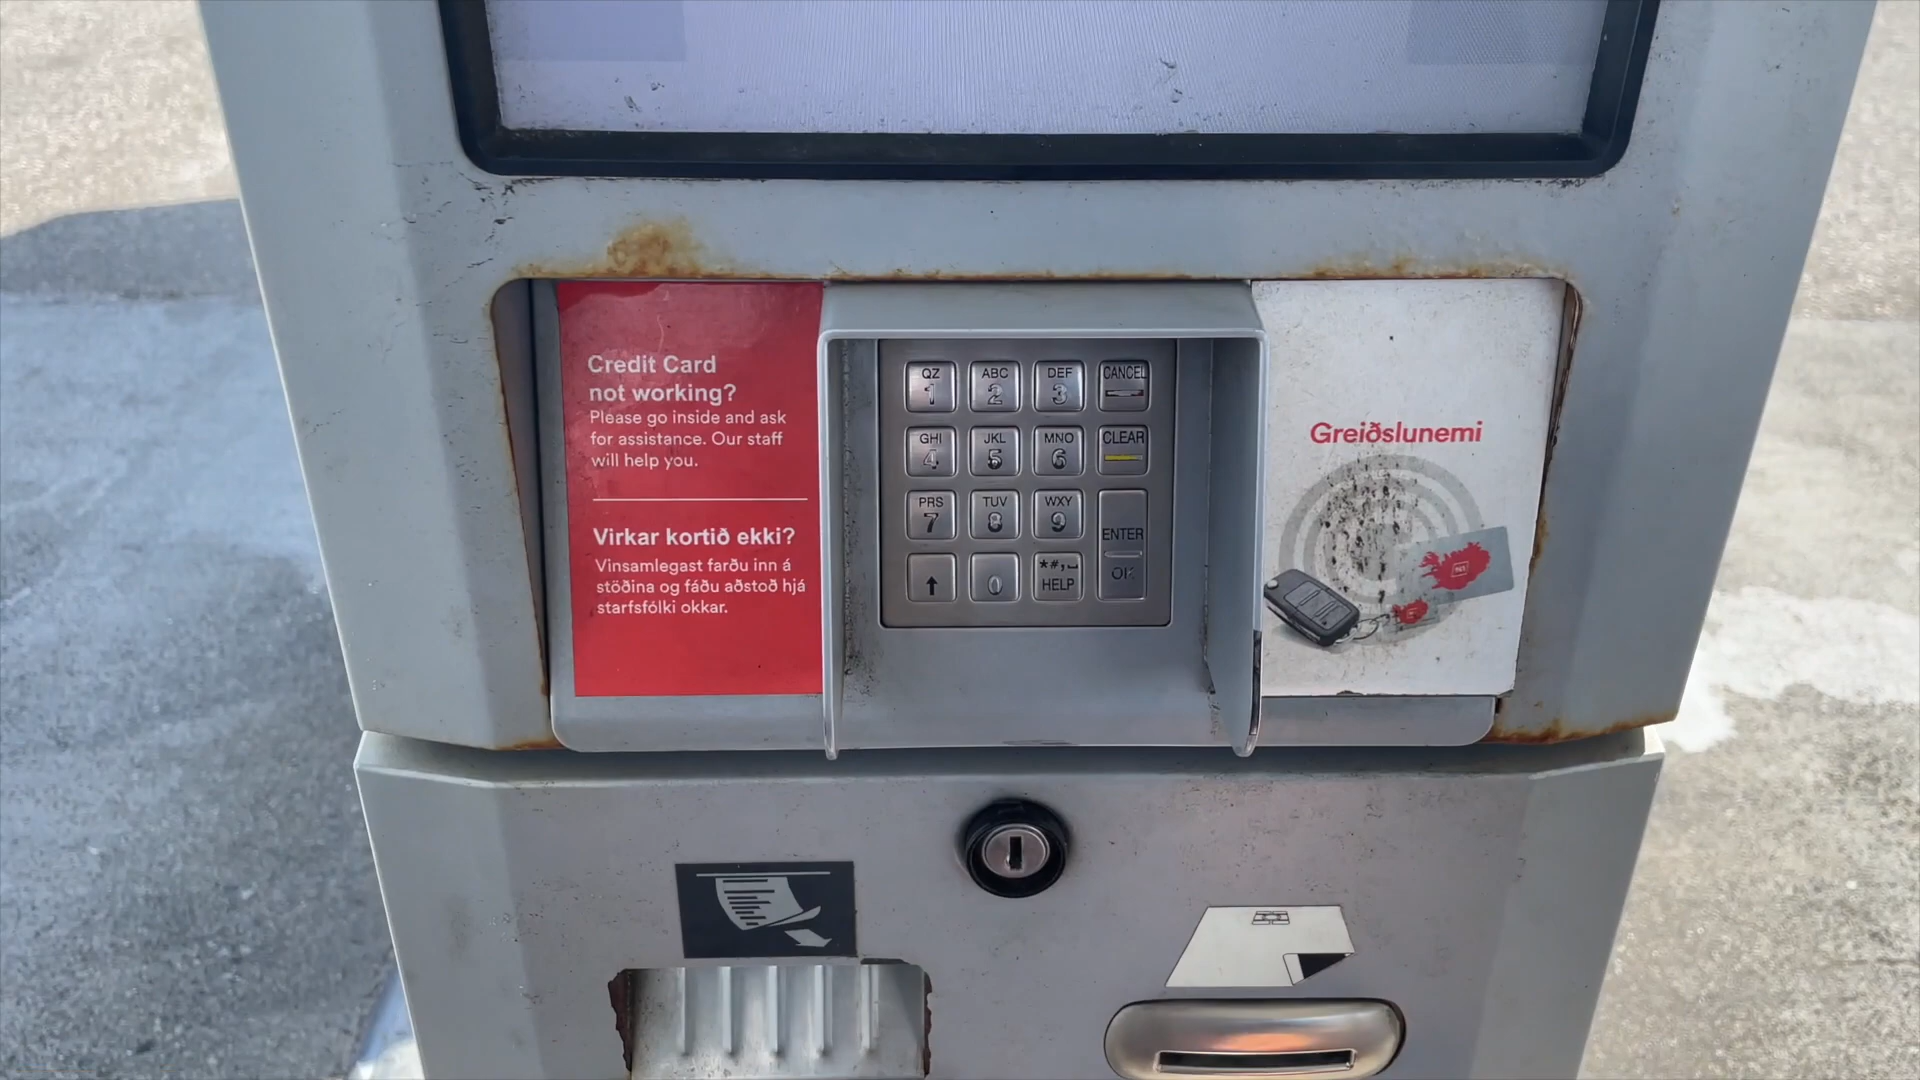 Credit Card
not working?
Please go inside and ask
for assistance. Our staff
will help you.
Virkar kortið ekki?
Vinsamlegast farðu inn á
stöðina og fáðu aðstoð hjá
starfsfólki okkar.
QZ ABC DEF CANCEL
1 2 3
GHI JKL MNO CLEAR
4 5 6
PRS TUV WXY
7 8 9
ENTER
*#,⎵
0 HELP OK
Greiðslunemi